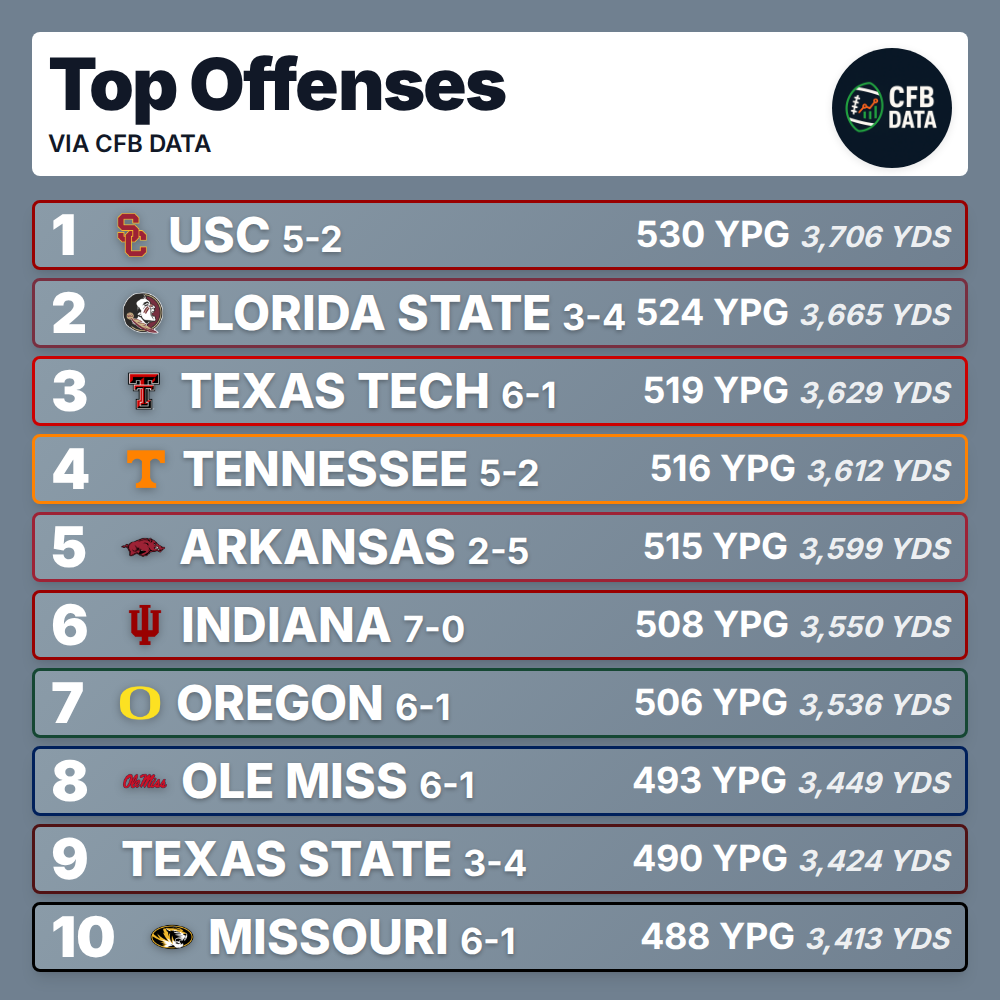 Top Offenses
VIA CFB DATA
CFB
DATA
1 SC USC 5-2 530 YPG 3,706 YDS
2 FLORIDA STATE 3-4 524 YPG 3,665 YDS
3 T TEXAS TECH 6-1 519 YPG 3,629 YDS
4 T TENNESSEE 5-2 516 YPG 3,612 YDS
5 ARKANSAS 2-5 515 YPG 3,599 YDS
6 INDIANA 7-0 508 YPG 3,550 YDS
7 O OREGON 6-1 506 YPG 3,536 YDS
8 Ole Miss OLE MISS 6-1 493 YPG 3,449 YDS
9 TEXAS STATE 3-4 490 YPG 3,424 YDS
10 MISSOURI 6-1 488 YPG 3,413 YDS